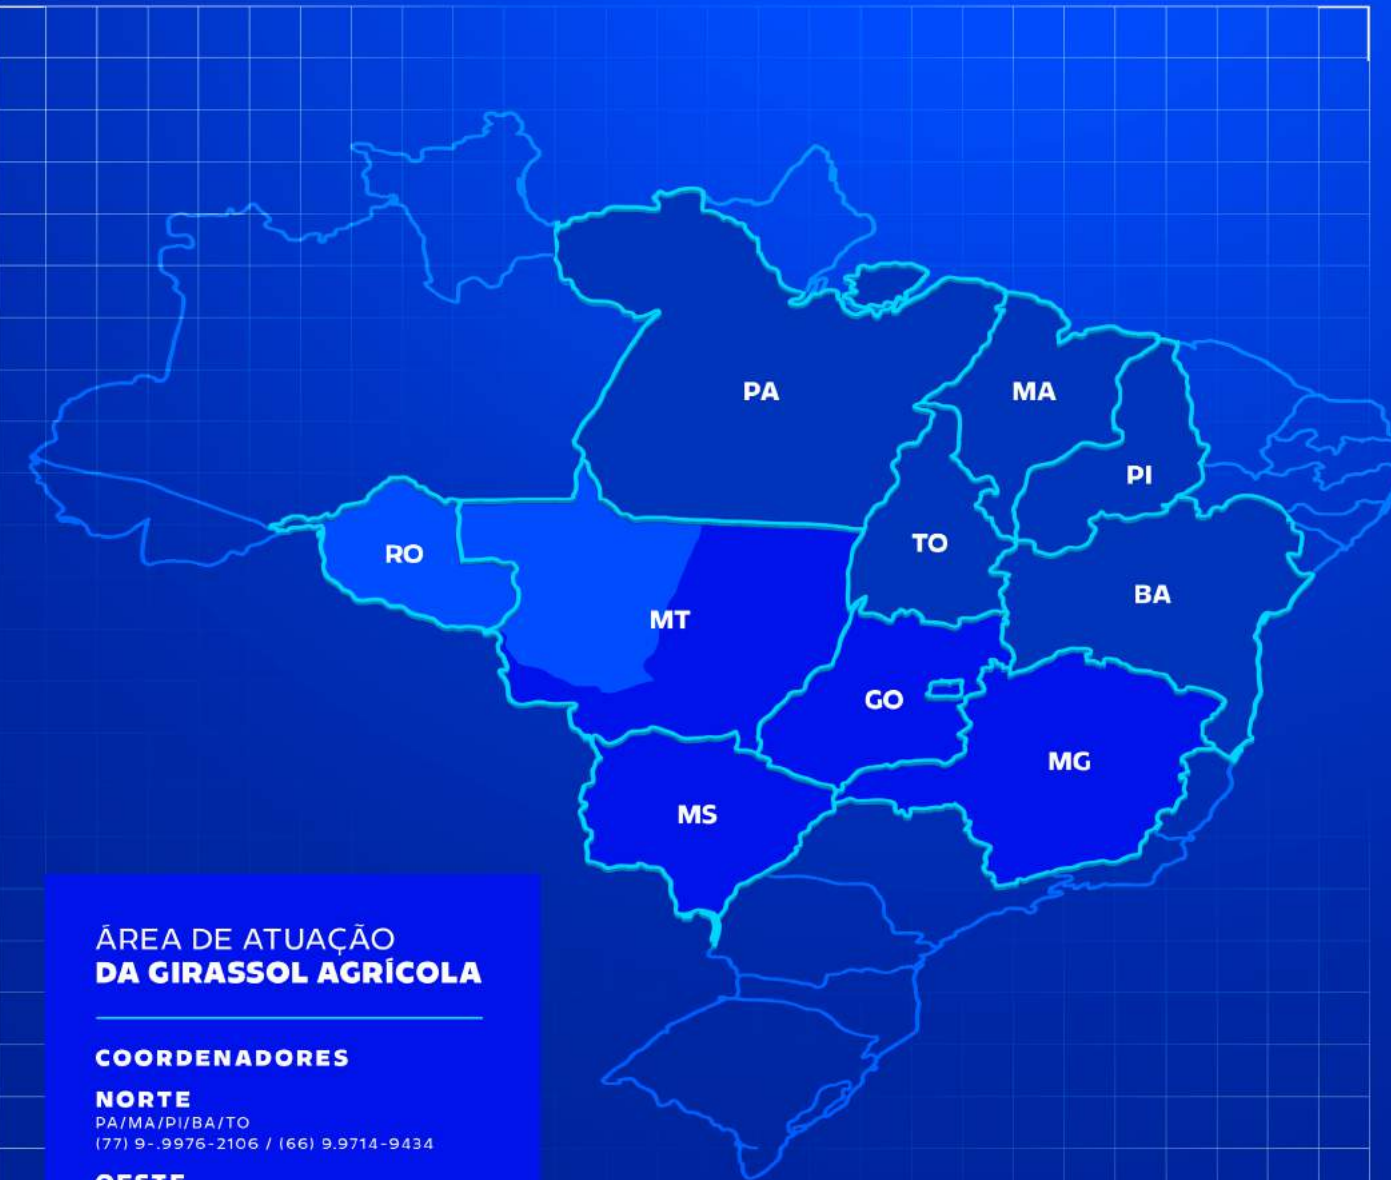 PA
MA
PI
RO
TO
BA
MT
GO
MG
MS
ÁREA DE ATUAÇÃO
DA GIRASSOL AGRÍCOLA
COORDENADORES
NORTE
PA/MA/PI/BA/TO
(77) 9-.9976-2106 / (66) 9.9714-9434
OESTE